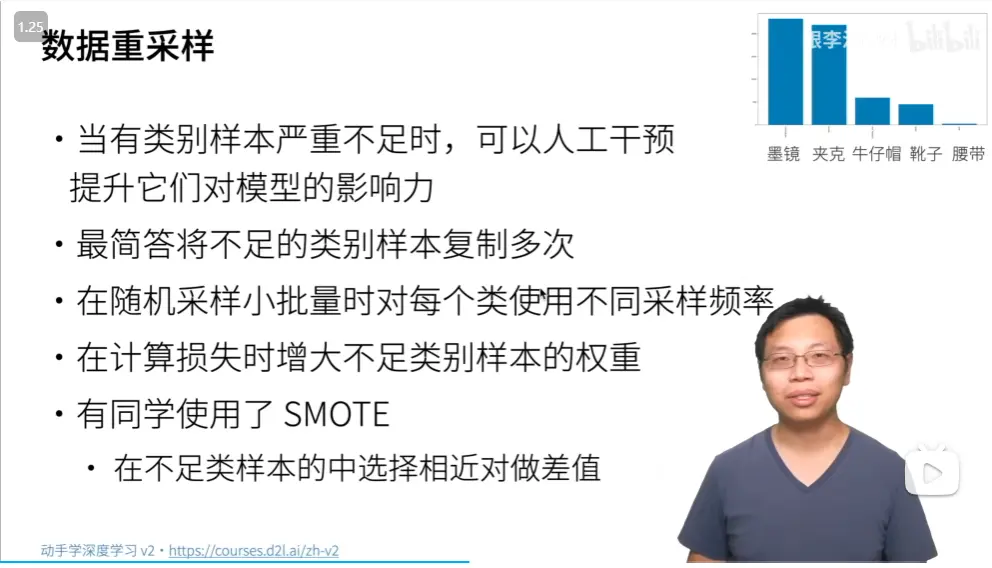 1.25
数据重采样
跟李沐 bilibili
墨镜 夹克 牛仔帽 靴子 腰带
• 当有类别样本严重不足时，可以人工干预
提升它们对模型的影响力
• 最简答将不足的类别样本复制多次
• 在随机采样小批量时对每个类使用不同采样频率
• 在计算损失时增大不足类别样本的权重
• 有同学使用了 SMOTE
• 在不足类样本的中选择相近对做差值
动手学深度学习 v2 • https://courses.d2l.ai/zh-v2